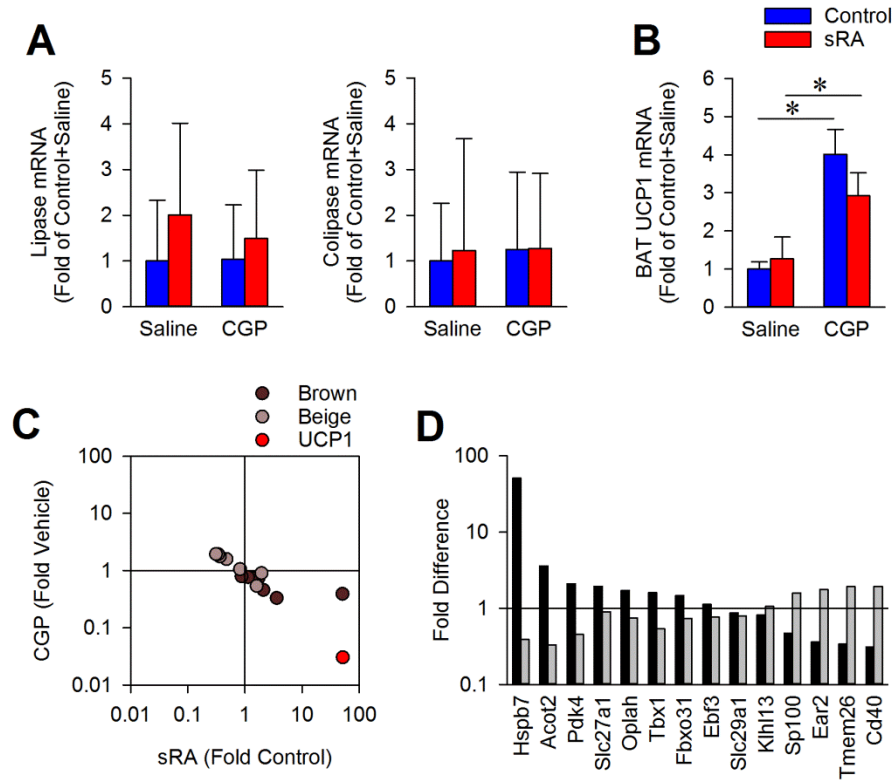 A
B
Control
sRA
Lipase mRNA
(Fold of Control+Saline)
5
4
3
2
1
0
Saline CGP
Colipase mRNA
(Fold of Control+Saline)
5
4
3
2
1
0
Saline CGP
BAT UCP1 mRNA
(Fold of Control+Saline)
6
5
4
3
2
1
0
*
*
Saline CGP
C
Brown
Beige
UCP1
CGP (Fold Vehicle)
100
10
1
0.1
0.01
0.01 0.1 1 10 100
sRA (Fold Control)
D
Fold Difference
100
10
1
0.1
Hspb7
Acot2
Pdk4
Slc27a1
Oplah
Tbx1
Fbxo31
Ebf3
Slc29a1
Klhl13
Sp100
Ear2
Tmem26
Cd40